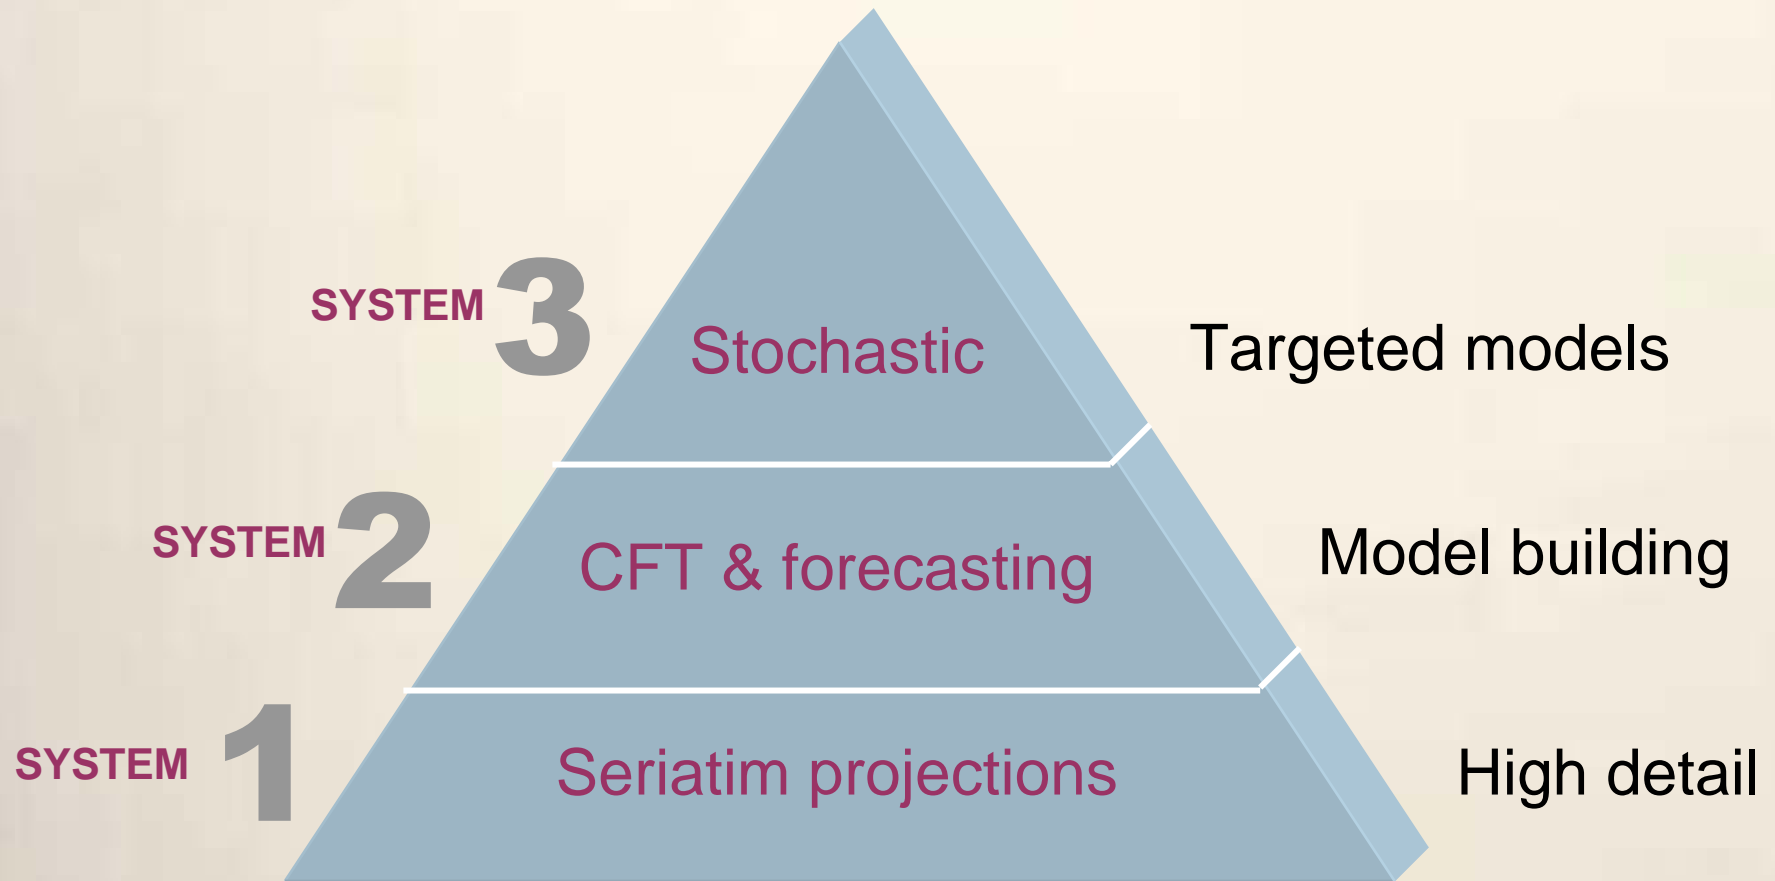 SYSTEM 3
Stochastic
Targeted models
SYSTEM 2
CFT & forecasting
Model building
SYSTEM 1
Seriatim projections
High detail